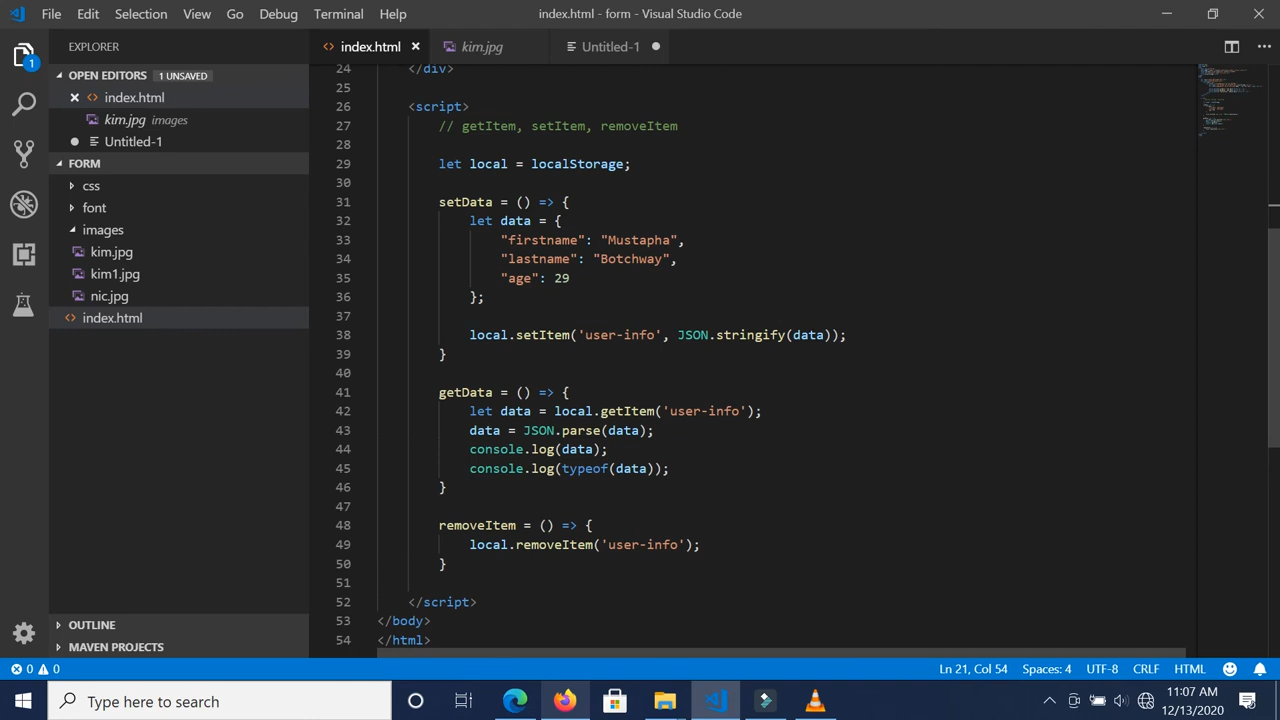 File Edit Selection View Go Debug Terminal Help index.html - form - Visual Studio Code
EXPLORER
OPEN EDITORS 1 UNSAVED
index.html
kim.jpg images
Untitled-1
FORM
css
font
images
kim.jpg
kim1.jpg
nic.jpg
index.html
OUTLINE
MAVEN PROJECTS
1
index.html kim.jpg Untitled-1
24 </div>
25
26 <script>
27 // getItem, setItem, removeItem
28
29 let local = localStorage;
30
31 setData = () => {
32 let data = {
33 "firstname": "Mustapha",
34 "lastname": "Botchway",
35 "age": 29
36 };
37
38 local.setItem('user-info', JSON.stringify(data));
39 }
40
41 getData = () => {
42 let data = local.getItem('user-info');
43 data = JSON.parse(data);
44 console.log(data);
45 console.log(typeof(data));
46 }
47
48 removeItem = () => {
49 local.removeItem('user-info');
50 }
51
52 </script>
53 </body>
54 </html>
0 0 Ln 21, Col 54 Spaces: 4 UTF-8 CRLF HTML
Type here to search
11:07 AM
12/13/2020